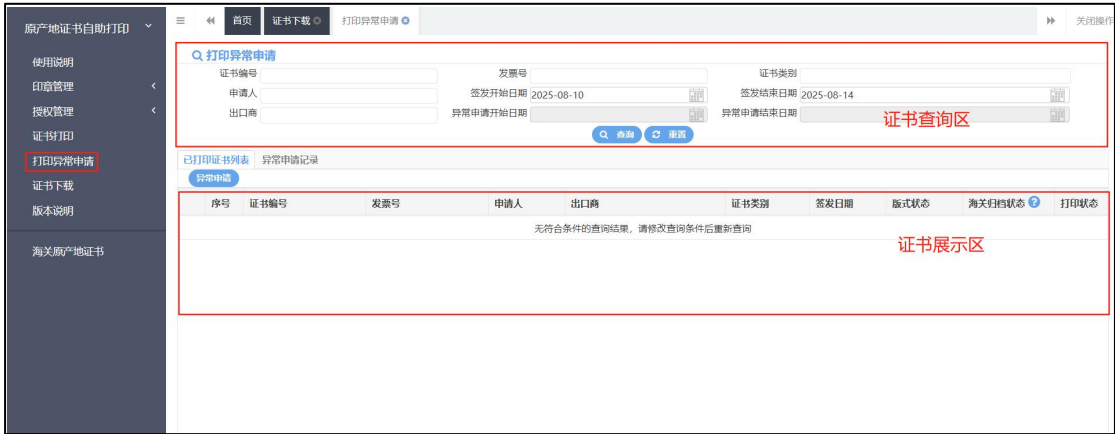 原产地证书自助打印
首页 证书下载 打印异常申请 关闭操作
使用说明
印章管理
授权管理
证书打印
打印异常申请
证书下载
版本说明
海关原产地证书
打印异常申请
证书编号 发票号 证书类别
申请人 签发开始日期 2025-08-10 签发结束日期 2025-08-14
出口商 异常申请开始日期 异常申请结束日期
证书查询区
查询 重置
已打印证书列表 异常申请记录
异常申请
序号 证书编号 发票号 申请人 出口商 证书类别 签发日期 版式状态 海关归档状态 打印状态
无符合条件的查询结果，请修改查询条件后重新查询
证书展示区